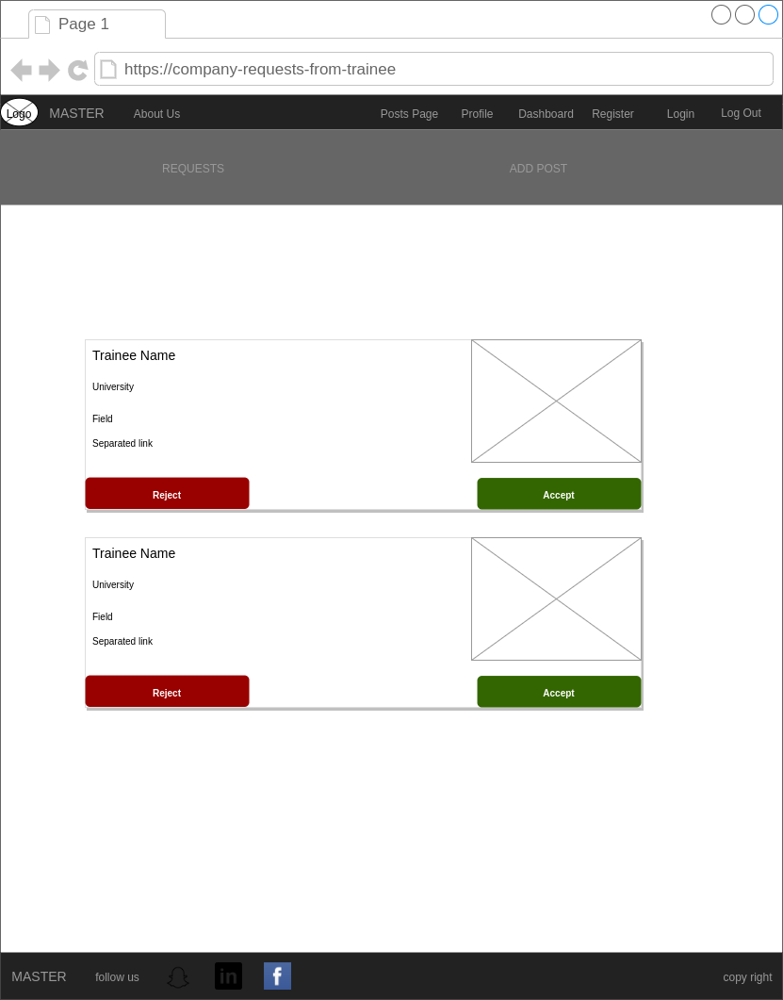 Page 1
https://company-requests-from-trainee
Logo MASTER About Us Posts Page Profile Dashboard Register Login Log Out
REQUESTS ADD POST
Trainee Name
University
Field
Separated link
Reject Accept
Trainee Name
University
Field
Separated link
Reject Accept
MASTER follow us in f copy right